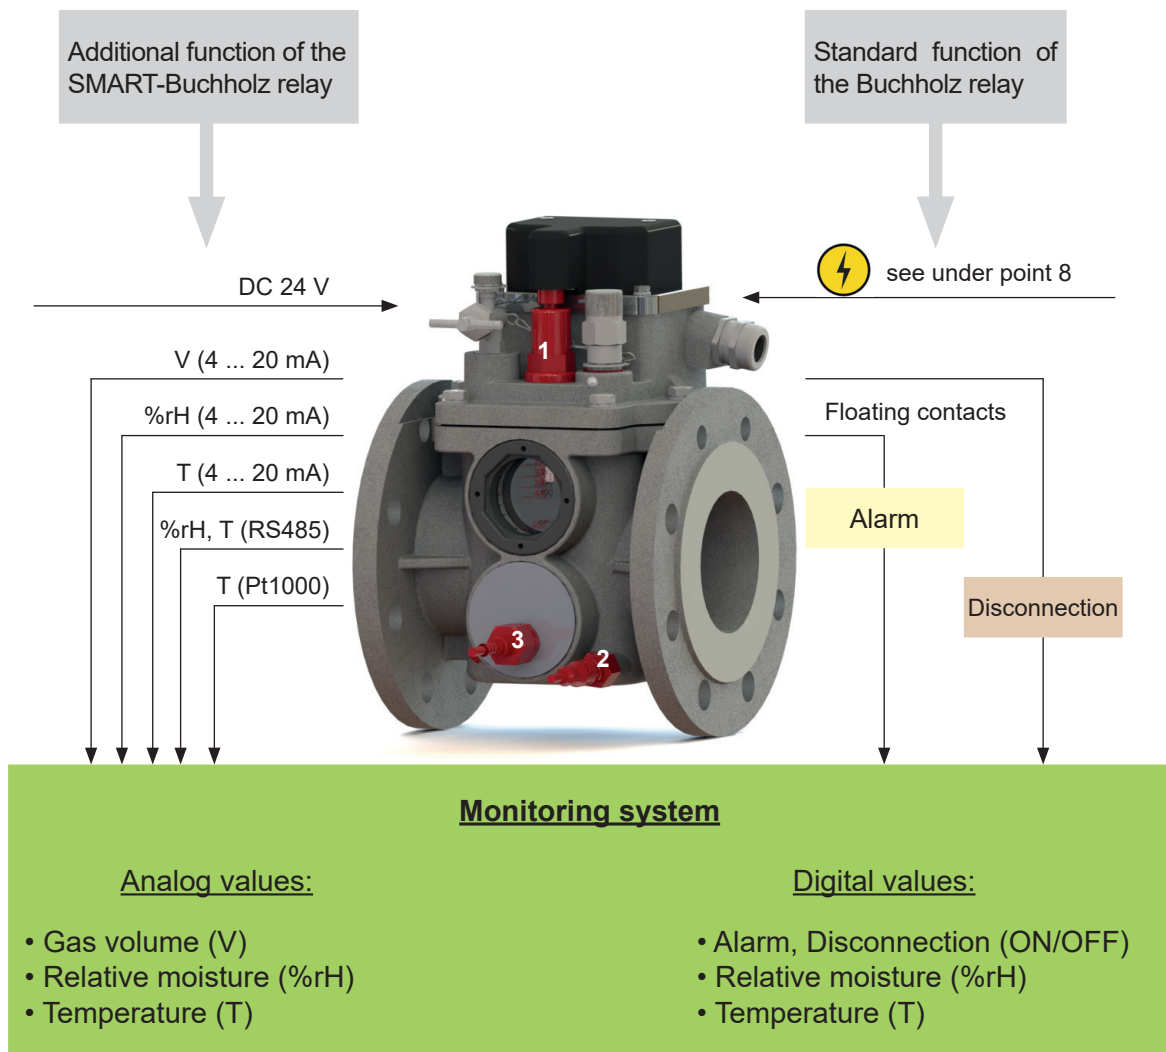 Additional function of the
SMART-Buchholz relay
Standard function of
the Buchholz relay
DC 24 V
see under point 8
V (4 ... 20 mA)
%rH (4 ... 20 mA)
T (4 ... 20 mA)
%rH, T (RS485)
T (Pt1000)
1
3
2
Floating contacts
Alarm
Disconnection
Monitoring system
Analog values:
• Gas volume (V)
• Relative moisture (%rH)
• Temperature (T)
Digital values:
• Alarm, Disconnection (ON/OFF)
• Relative moisture (%rH)
• Temperature (T)